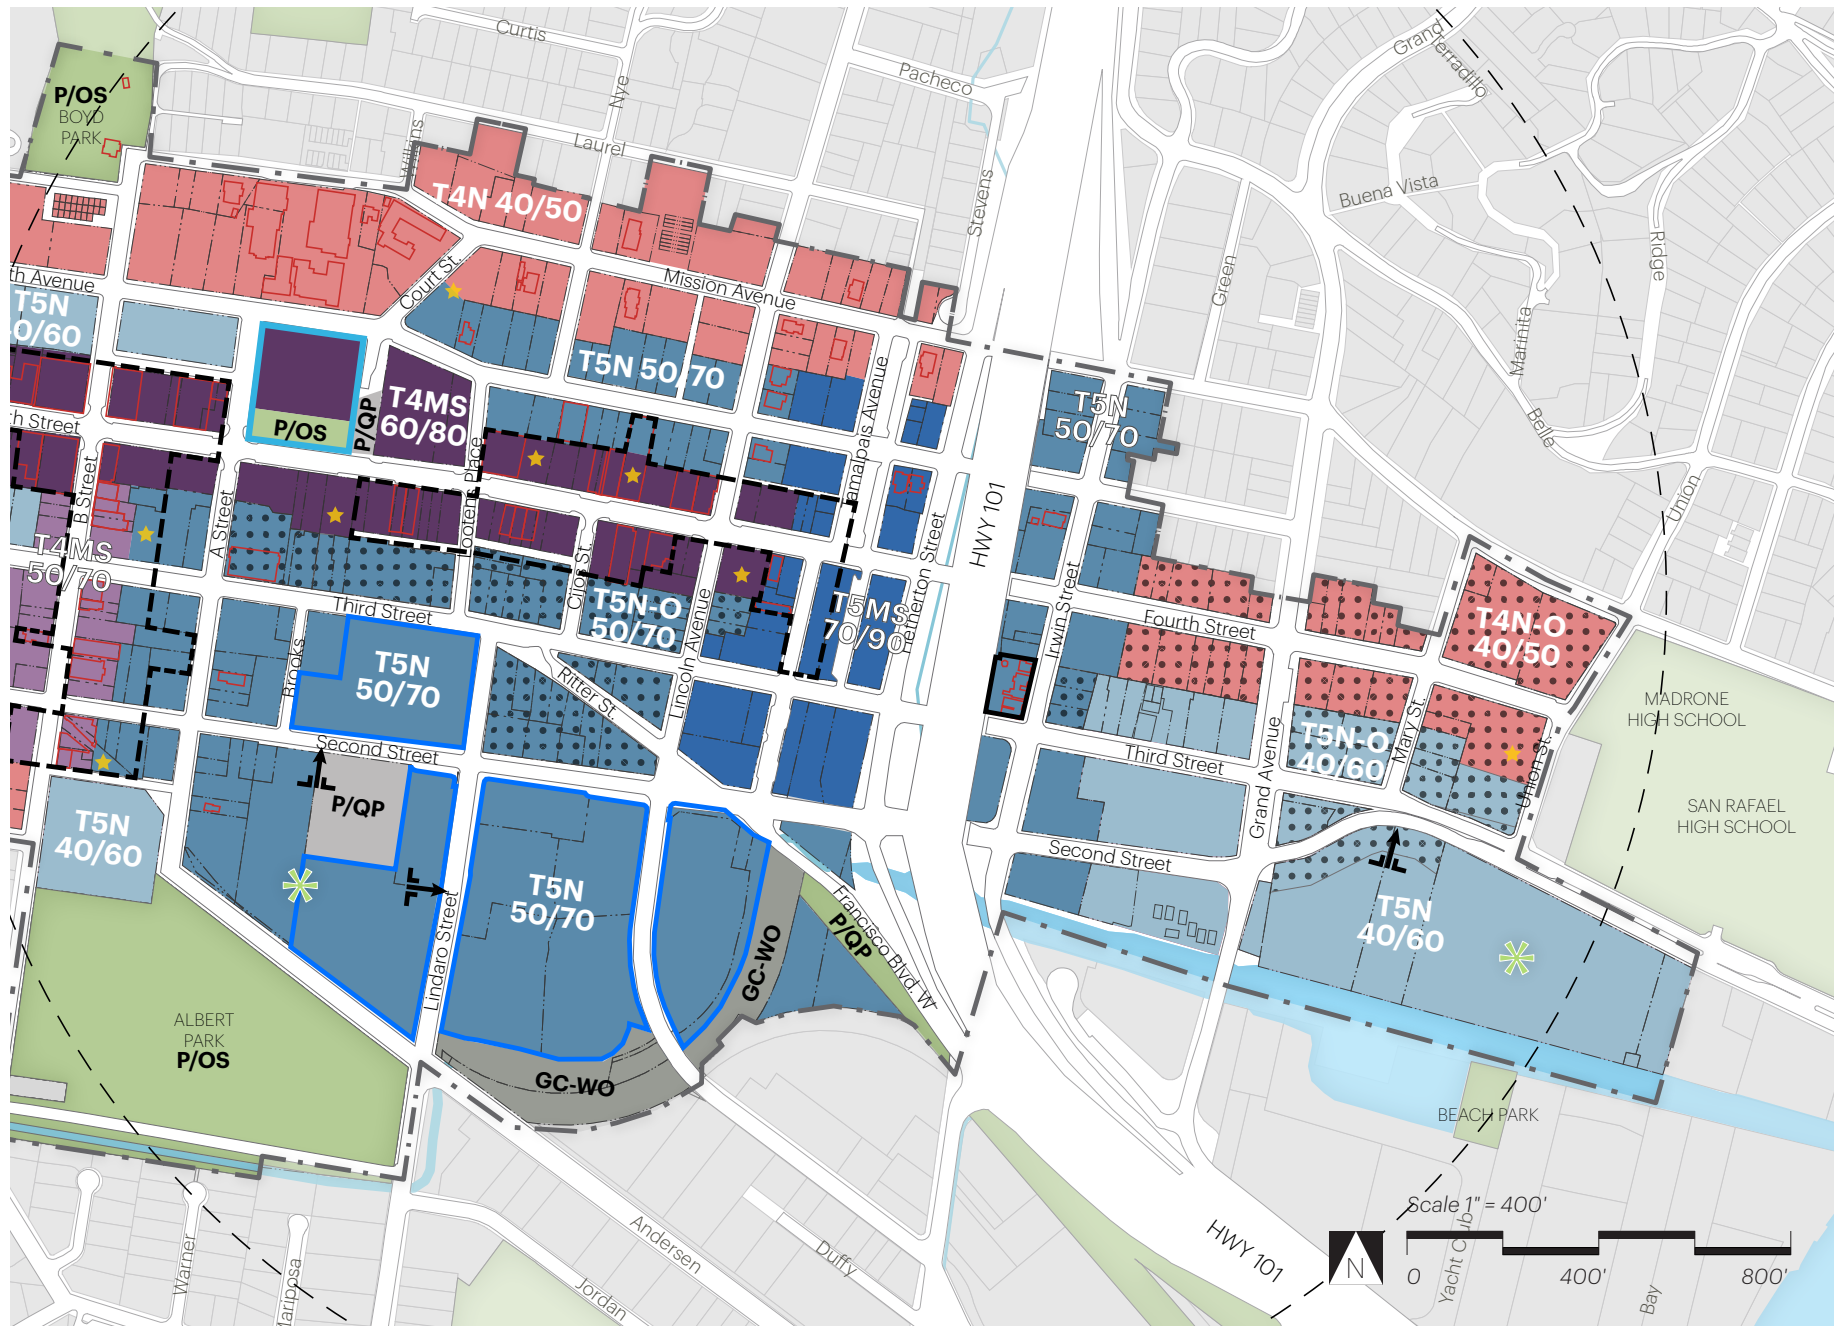 Curtis
Grand
Terradillo
Pacheco
Nye
P/OS
BOYD
PARK
Laurel
Stevens
Buena Vista
Ridge
T4N 40/50
Green
Mission Avenue
Court St.
th Avenue
T5N
40/60
Marinita
T5N 50/70
T4MS
60/80
P/QP
P/OS
T5N
50/70
Tamalpais Avenue
Belle
th Street
B Street
A Street
Lootens Place
HWY 101
Union
Hetherton Street
T4MS
50/70
Cijos St.
Irwin Street
Third Street
T5N-O
50/70
T5MS
70/90
Lincoln Avenue
Fourth Street
T4N-O
40/50
Brooks
T5N
50/70
Ritter St.
MADRONE
HIGH SCHOOL
Mary St.
T5N-O
40/60
Second Street
Third Street
Grand Avenue
Union St.
P/QP
SAN RAFAEL
HIGH SCHOOL
T5N
40/60
Second Street
T5N
50/70
Francisco Blvd. W
P/QP
T5N
40/60
Lindaro Street
GC-WO
ALBERT
PARK
P/OS
GC-WO
BEACH PARK
Scale 1" = 400'
Yacht Club
HWY 101
Andersen
Duffy
Warner
Mariposa
Jordan
Bay
N
0
400'
800'